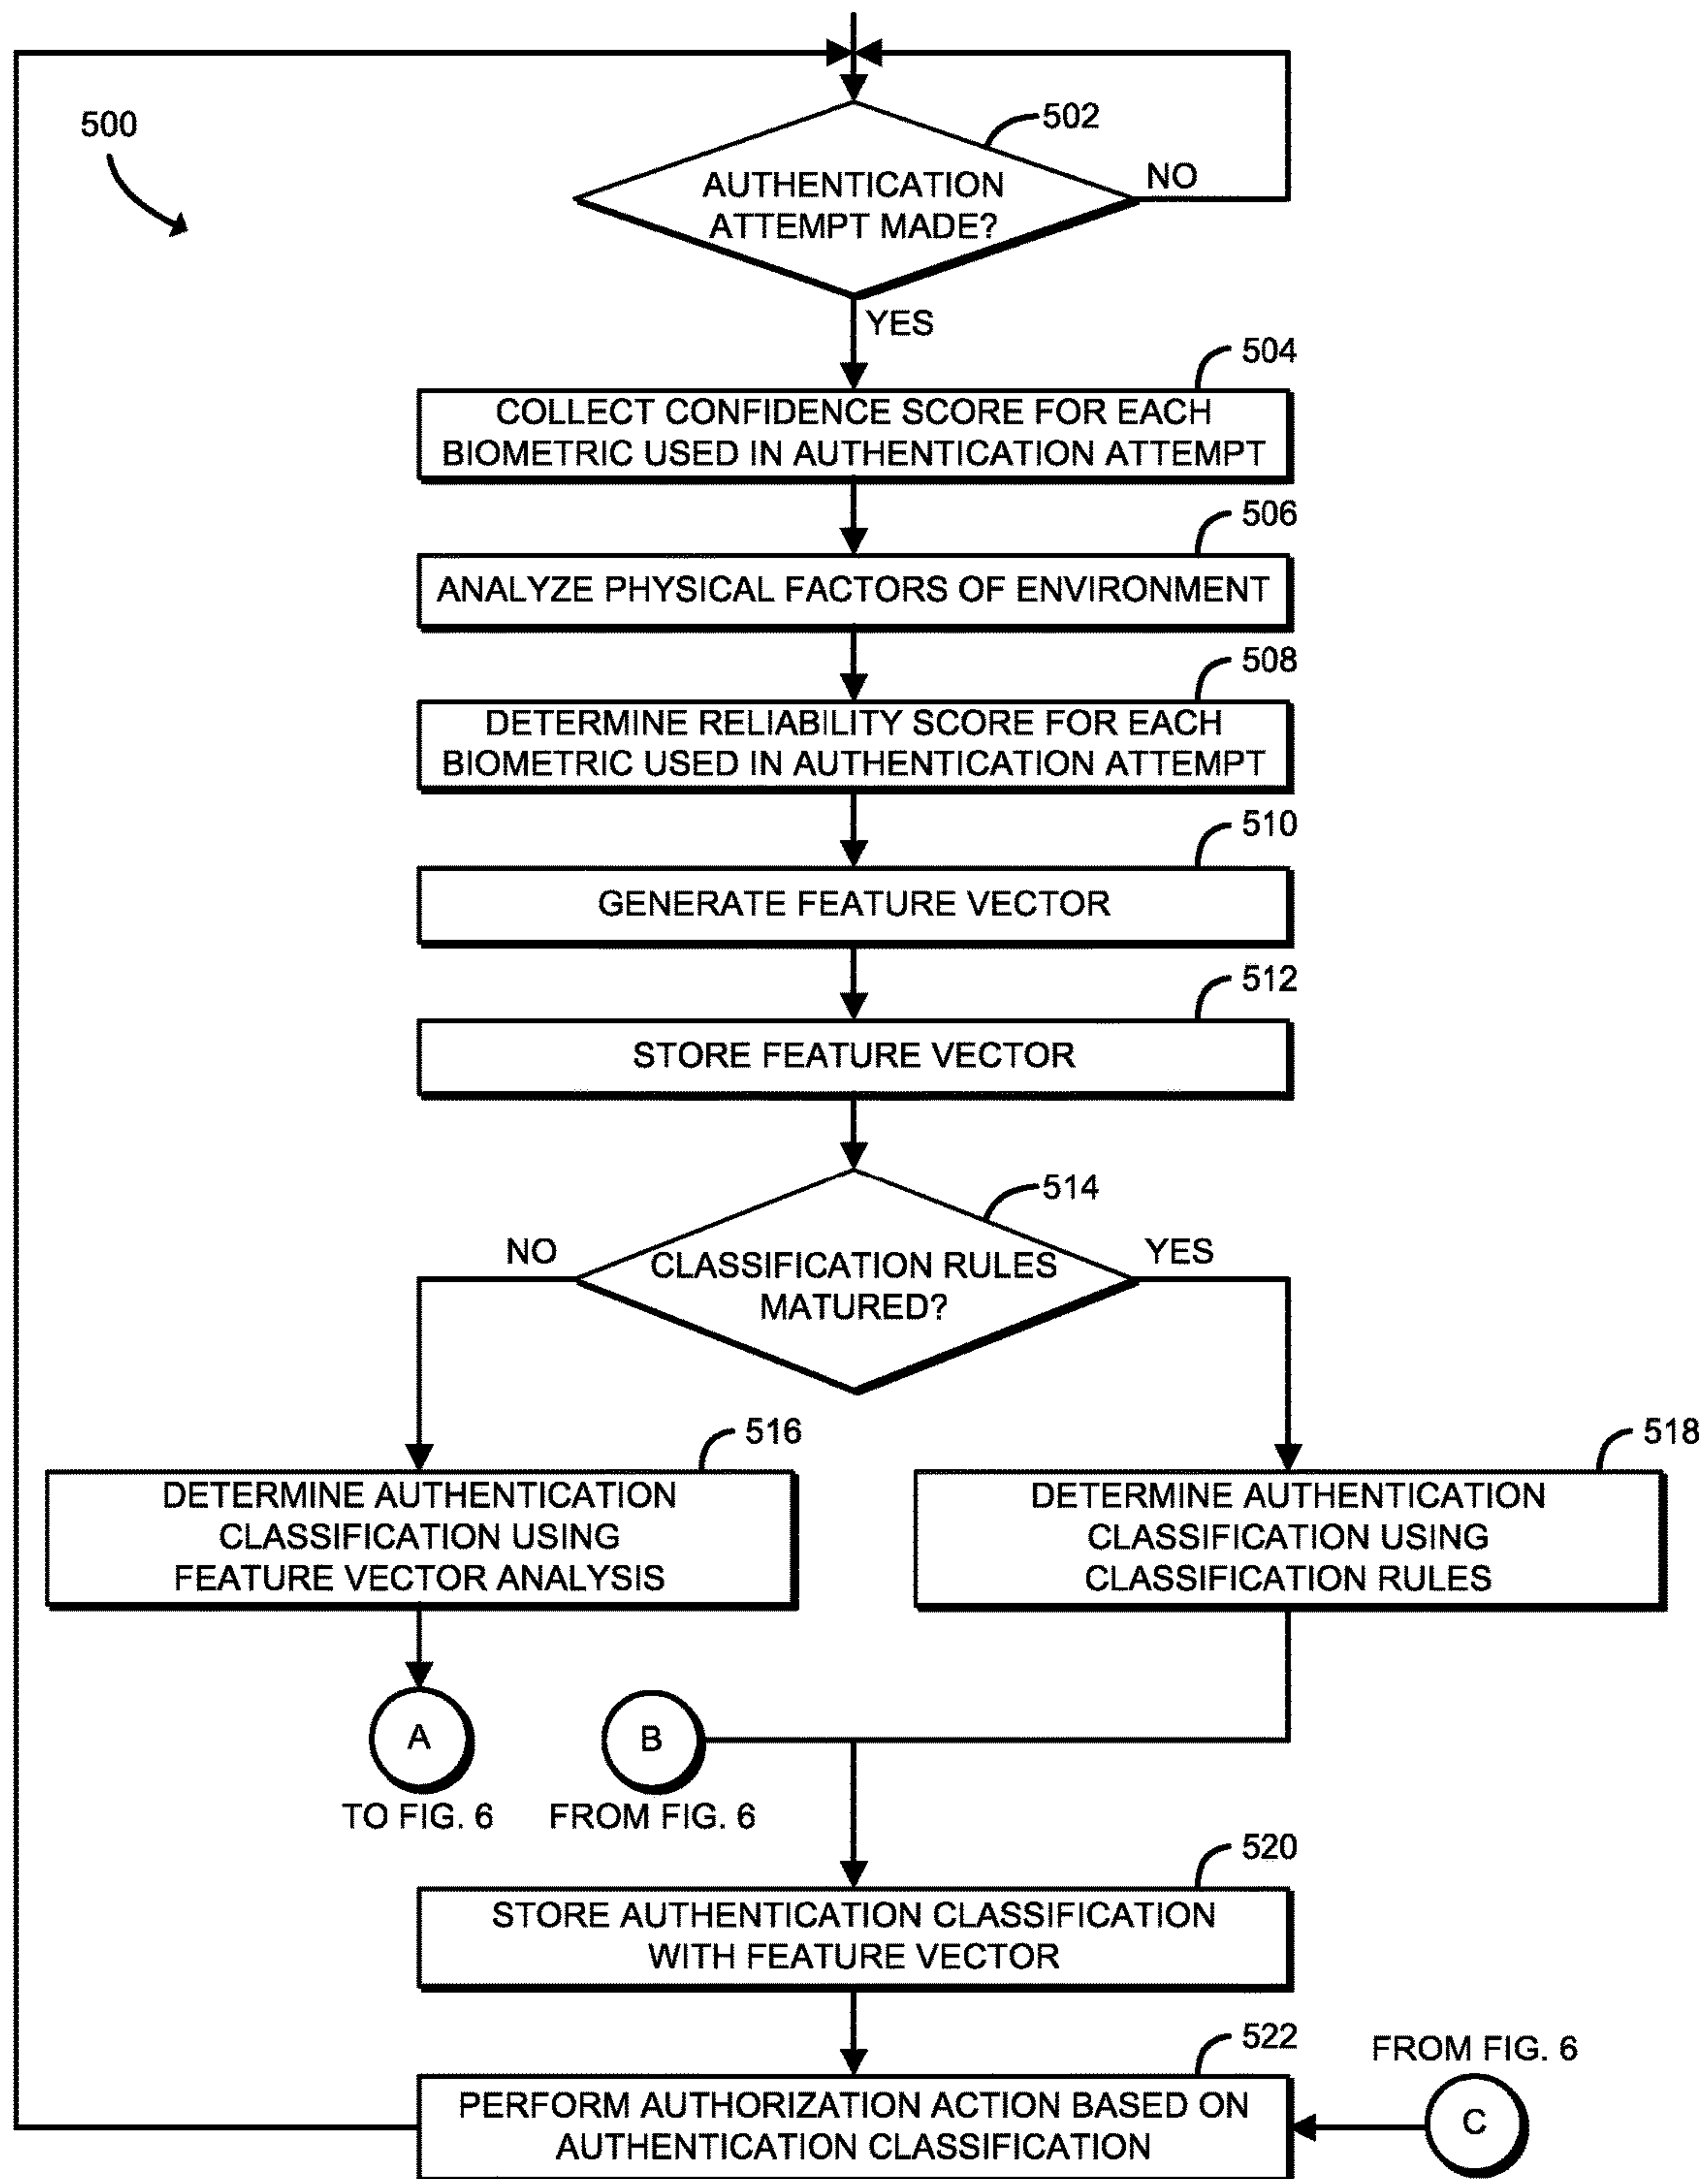 500
502
AUTHENTICATION
ATTEMPT MADE?
NO
YES
504
COLLECT CONFIDENCE SCORE FOR EACH
BIOMETRIC USED IN AUTHENTICATION ATTEMPT
506
ANALYZE PHYSICAL FACTORS OF ENVIRONMENT
508
DETERMINE RELIABILITY SCORE FOR EACH
BIOMETRIC USED IN AUTHENTICATION ATTEMPT
510
GENERATE FEATURE VECTOR
512
STORE FEATURE VECTOR
514
NO
CLASSIFICATION RULES
MATURED?
YES
516
DETERMINE AUTHENTICATION
CLASSIFICATION USING
FEATURE VECTOR ANALYSIS
518
DETERMINE AUTHENTICATION
CLASSIFICATION USING
CLASSIFICATION RULES
A
TO FIG. 6
B
FROM FIG. 6
520
STORE AUTHENTICATION CLASSIFICATION
WITH FEATURE VECTOR
522
PERFORM AUTHORIZATION ACTION BASED ON
AUTHENTICATION CLASSIFICATION
FROM FIG. 6
C